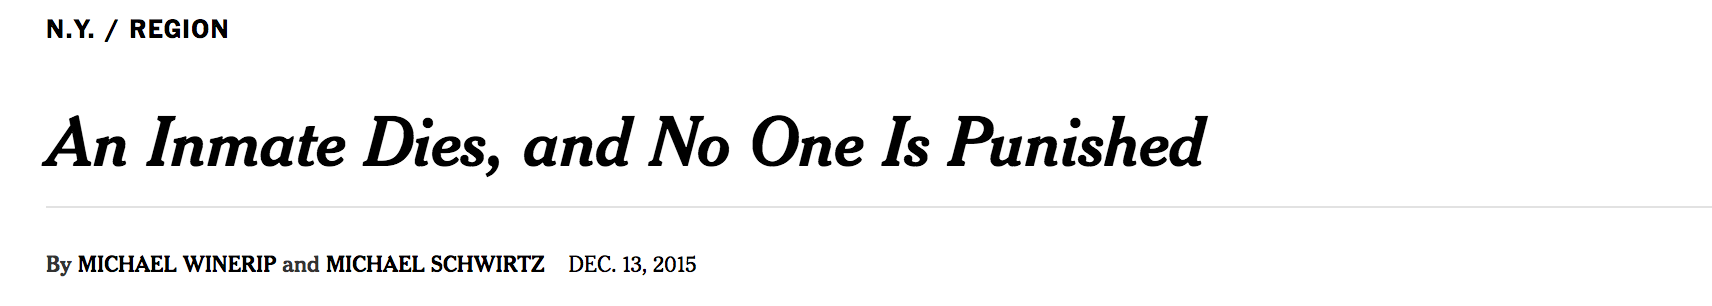 N.Y. / REGION
An Inmate Dies, and No One Is Punished
By MICHAEL WINERIP and MICHAEL SCHWIRTZ DEC. 13, 2015